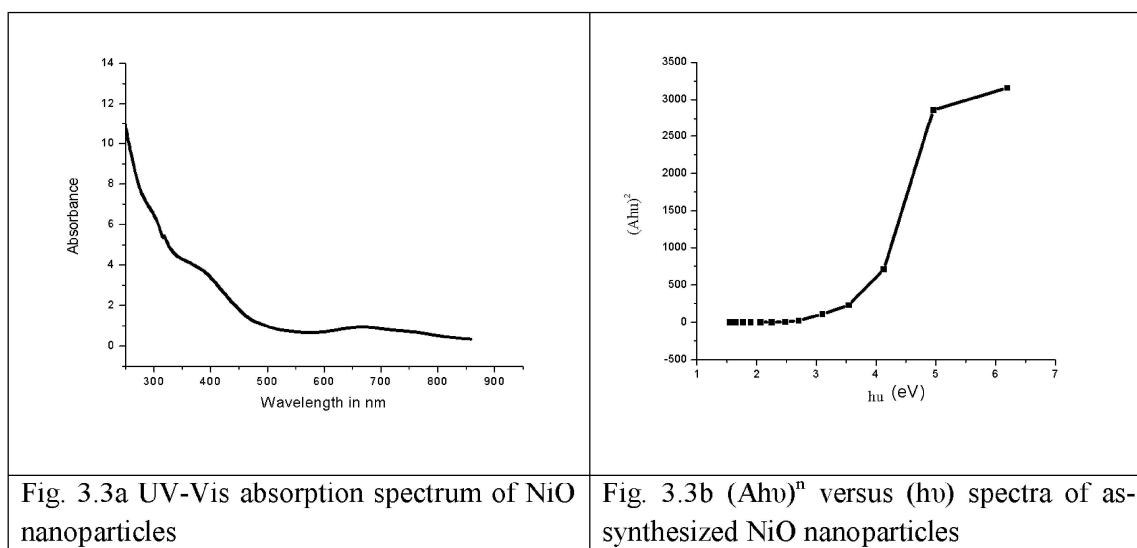 14
12
10
8
6
4
2
0
Absorbance
300 400 500 600 700 800 900
Wavelength in nm
3500
3000
2500
2000
1500
1000
500
0
-500
(Ahu)²
1 2 3 4 5 6 7
hu (eV)
Fig. 3.3a UV-Vis absorption spectrum of NiO
nanoparticles
Fig. 3.3b (Ahυ)ⁿ versus (hυ) spectra of as-
synthesized NiO nanoparticles